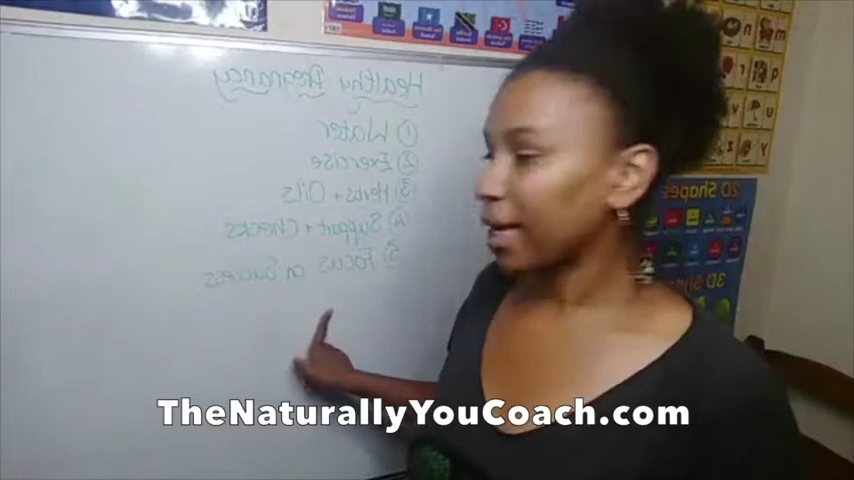 Healthy Pregnancy
① Water
② Exercise
③ Herbs + Oils
④ Support + Checks
⑤ Focus on Success
2D Shapes
3D
TheNaturallyYouCoach.com